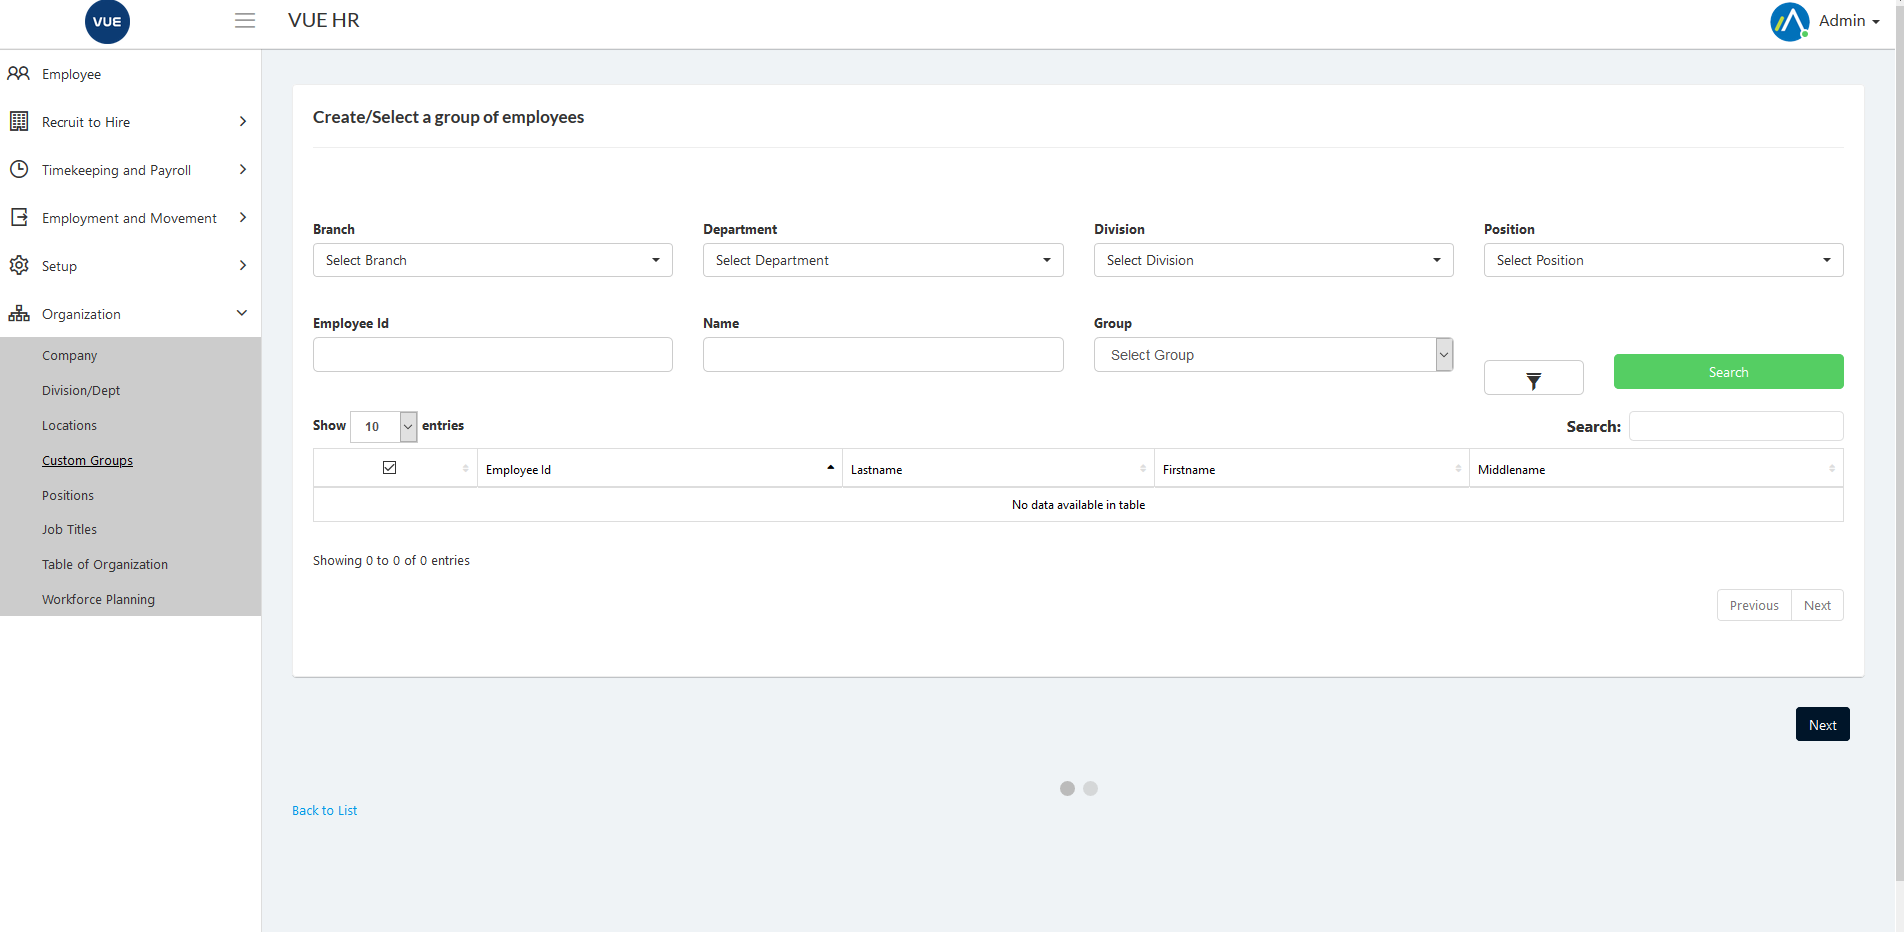 VUE
VUE HR
Admin
Employee
Recruit to Hire
Timekeeping and Payroll
Employment and Movement
Setup
Organization
Company
Division/Dept
Locations
Custom Groups
Positions
Job Titles
Table of Organization
Workforce Planning
Create/Select a group of employees
Branch Department Division Position
Select Branch Select Department Select Division Select Position
Employee Id Name Group
Select Group
Search
Show 10 entries Search:
Employee Id Lastname Firstname Middlename
No data available in table
Showing 0 to 0 of 0 entries
Previous Next
Next
Back to List